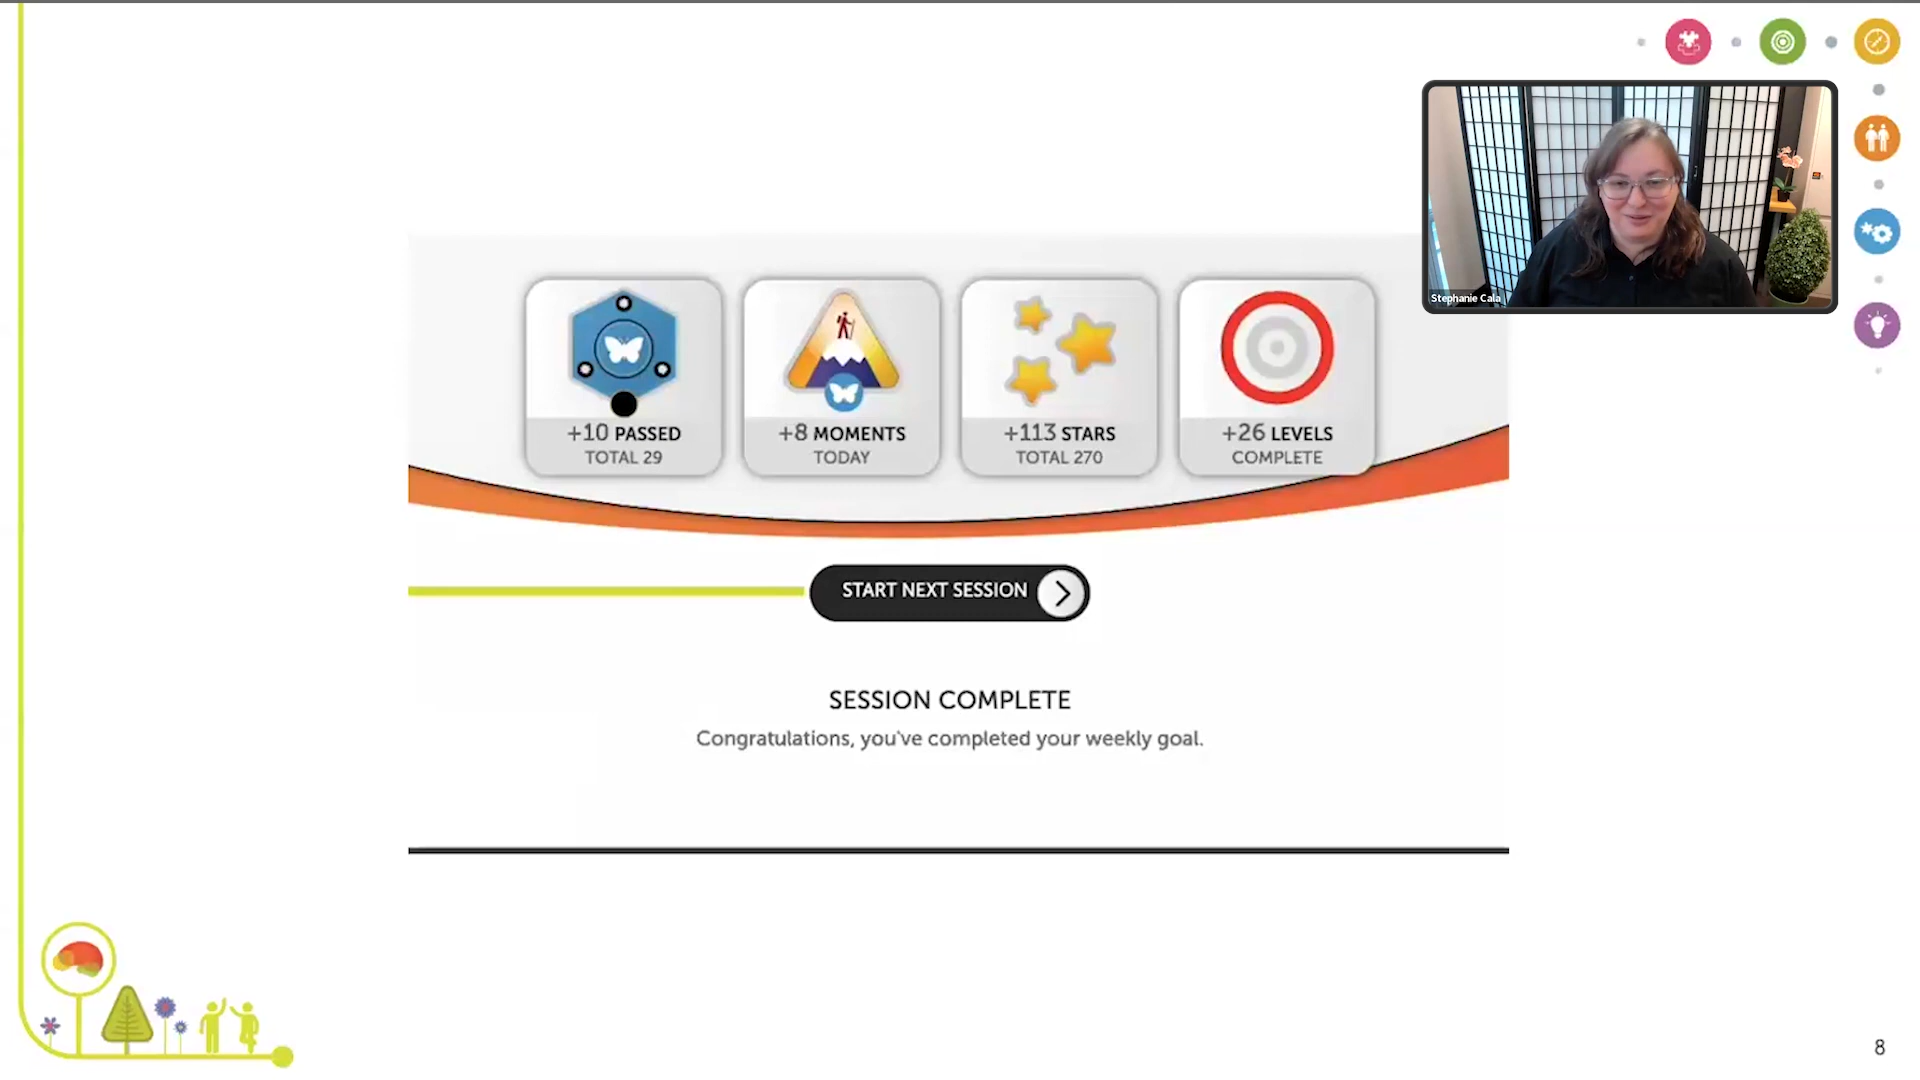 Stephanie Cala
+10 PASSED
TOTAL 29
+8 MOMENTS
TODAY
+113 STARS
TOTAL 270
+26 LEVELS
COMPLETE
START NEXT SESSION
SESSION COMPLETE
Congratulations, you've completed your weekly goal.
8